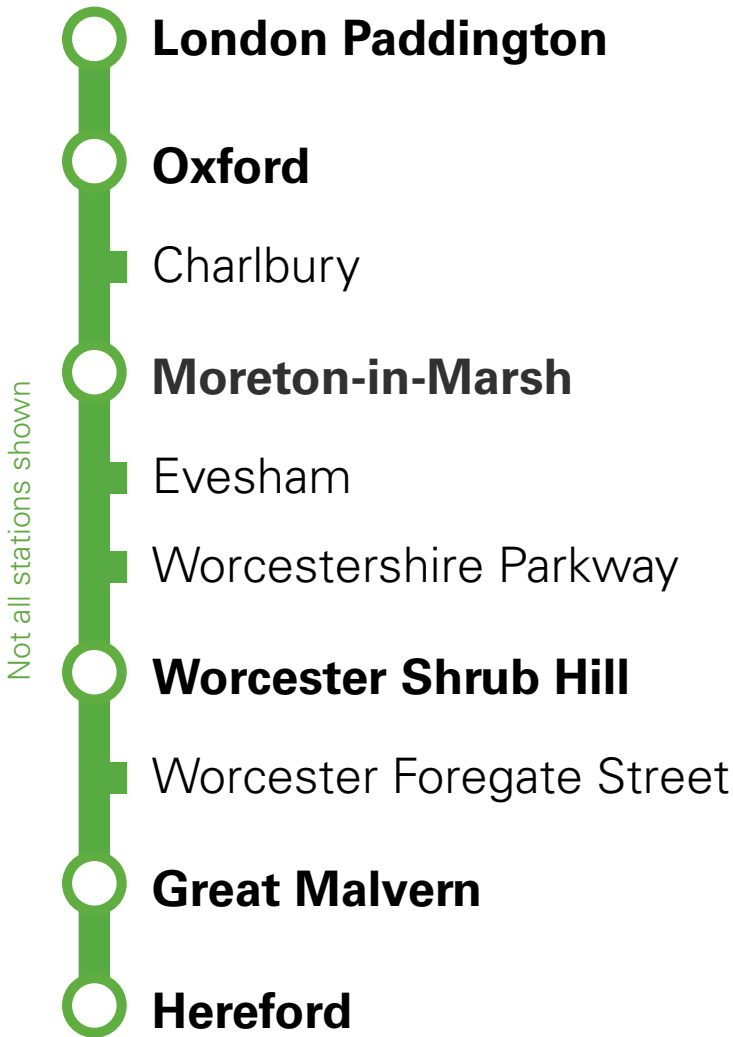 London Paddington
Oxford
Charlbury
Moreton-in-Marsh
Evesham
Worcestershire Parkway
Worcester Shrub Hill
Worcester Foregate Street
Great Malvern
Hereford
Not all stations shown